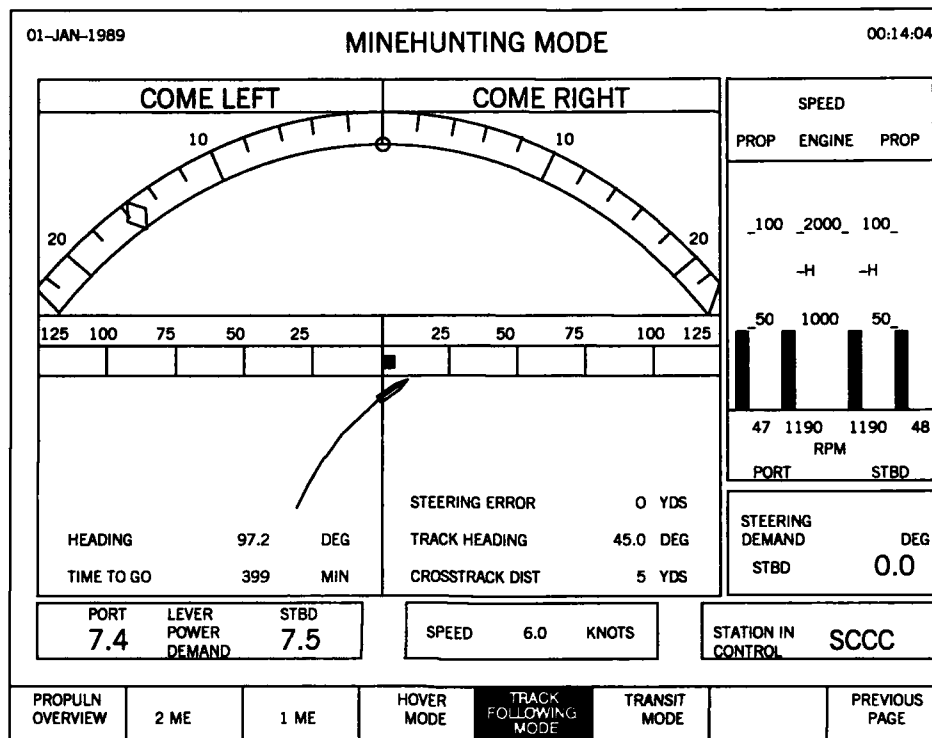 01-JAN-1989
MINEHUNTING MODE
00:14:04
COME LEFT
COME RIGHT
10
10
20
20
125 100 75 50 25 25 50 75 100 125
STEERING ERROR 0 YDS
HEADING 97.2 DEG
TRACK HEADING 45.0 DEG
TIME TO GO 399 MIN
CROSSTRACK DIST 5 YDS
SPEED
PROP ENGINE PROP
_100 _2000_ 100_
-H -H
_50 1000 50_
47 1190 1190 48
RPM
PORT STBD
STEERING
DEMAND DEG
STBD 0.0
PORT LEVER STBD
7.4 POWER 7.5
DEMAND
SPEED 6.0 KNOTS
STATION IN
CONTROL SCCC
PROPULN
OVERVIEW
2 ME
1 ME
HOVER
MODE
TRACK
FOLLOWING
MODE
TRANSIT
MODE
PREVIOUS
PAGE